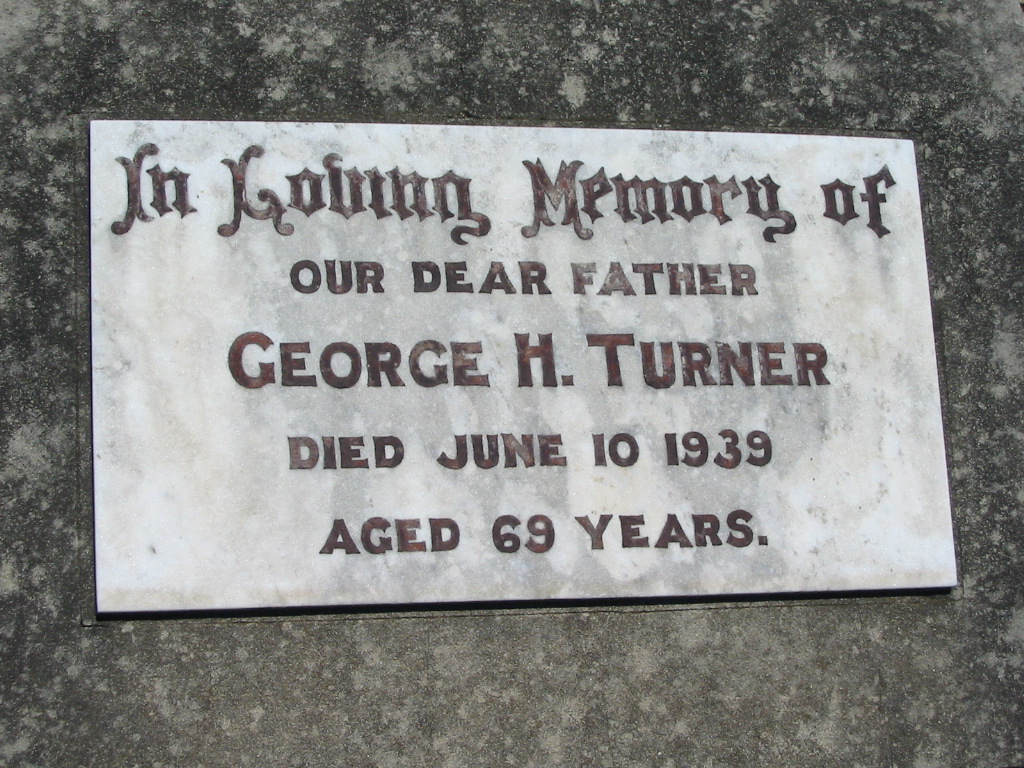 In Loving Memory of
OUR DEAR FATHER
GEORGE H. TURNER
DIED JUNE 10 1939
AGED 69 YEARS.